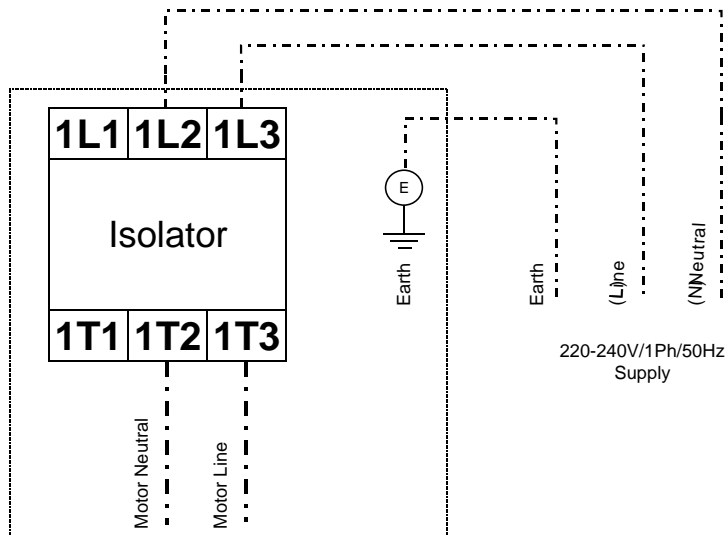 1L1 1L2 1L3
Isolator
1T1 1T2 1T3
E
Earth
Earth
(L)Line
(N)Neutral
220-240V/1Ph/50Hz
Supply
Motor Neutral
Motor Line